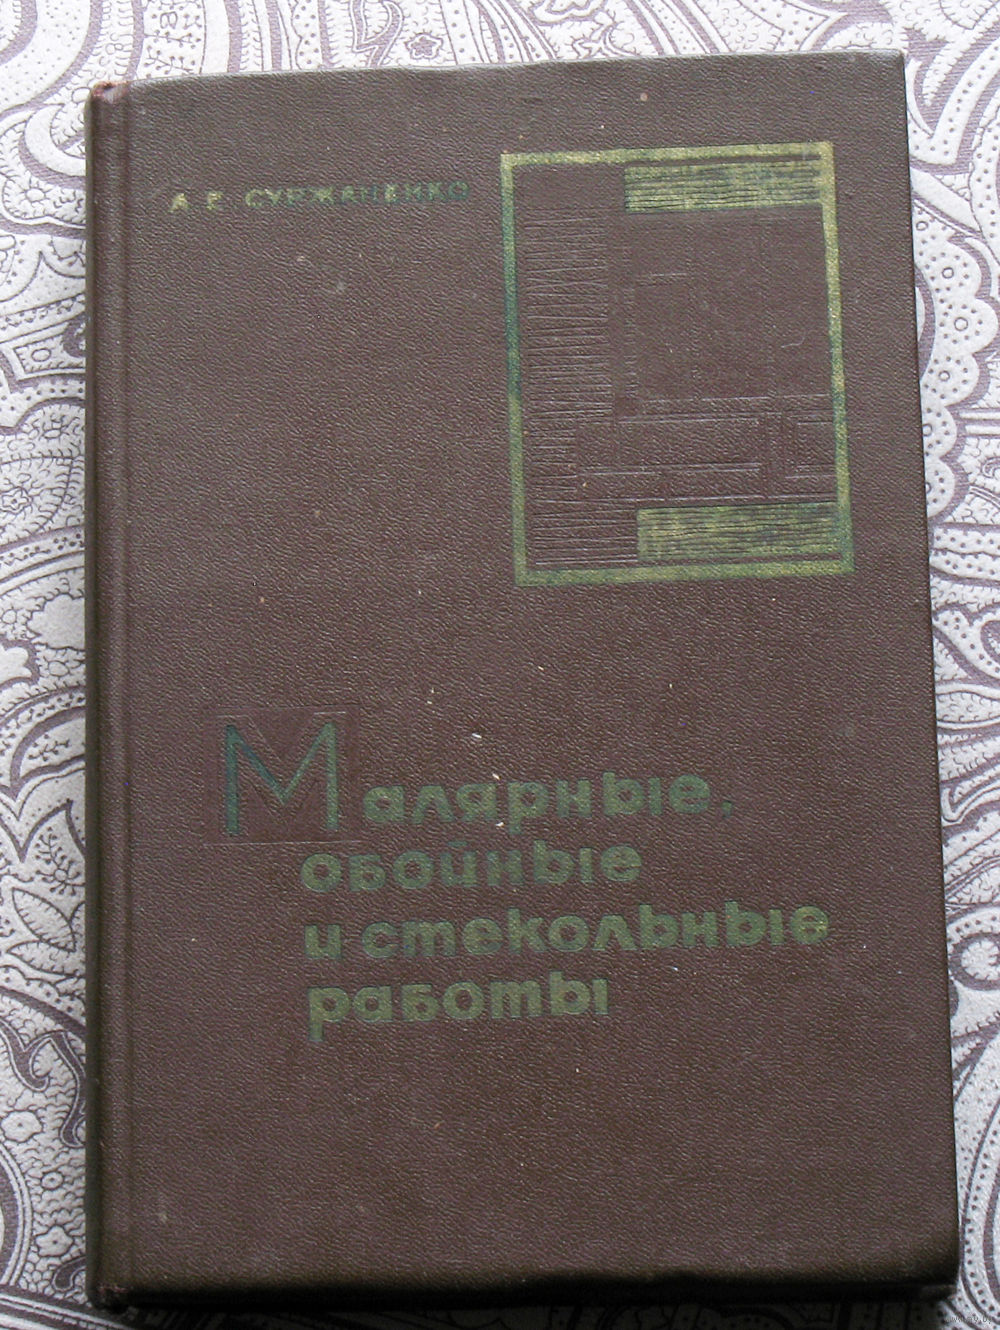 А. Е. СУРЖАНЕНКО
Малярные,
обойные
и стекольные
работы